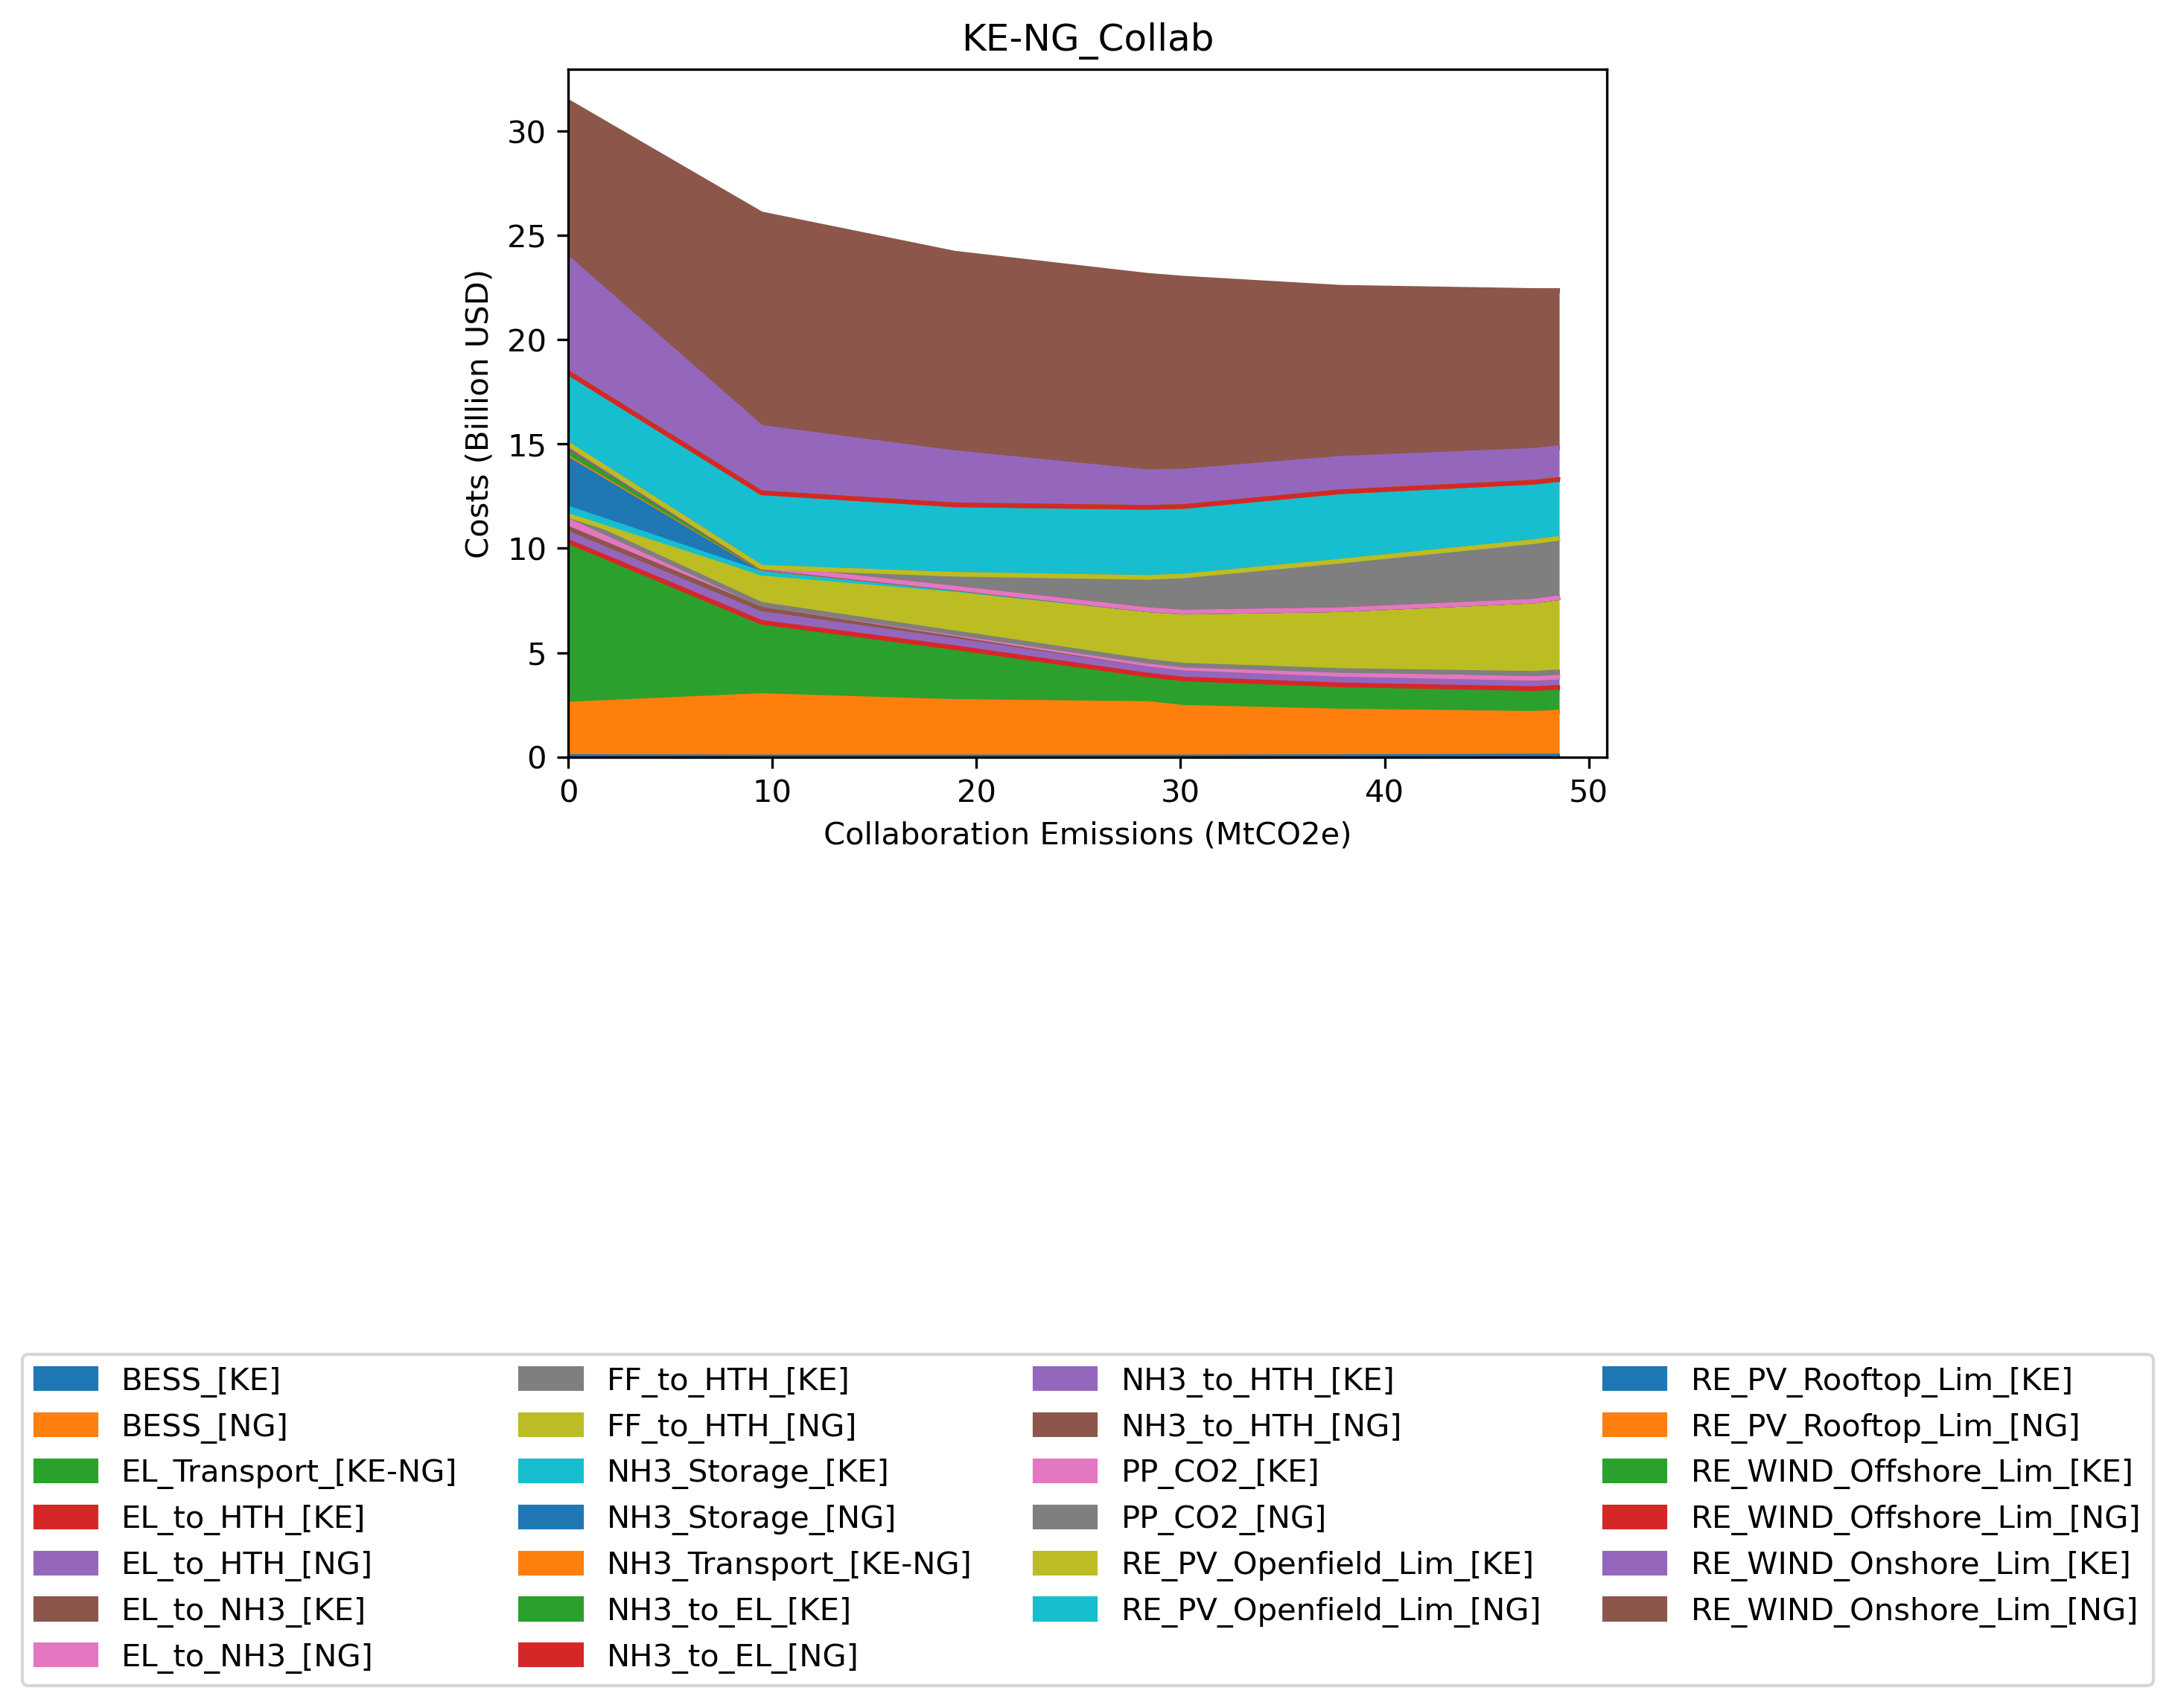 KE-NG_Collab
30
25
20
15
10
5
0
Costs (Billion USD)
0 10 20 30 40 50
Collaboration Emissions (MtCO2e)
BESS_[KE]
BESS_[NG]
EL_Transport_[KE-NG]
EL_to_HTH_[KE]
EL_to_HTH_[NG]
EL_to_NH3_[KE]
EL_to_NH3_[NG]
FF_to_HTH_[KE]
FF_to_HTH_[NG]
NH3_Storage_[KE]
NH3_Storage_[NG]
NH3_Transport_[KE-NG]
NH3_to_EL_[KE]
NH3_to_EL_[NG]
NH3_to_HTH_[KE]
NH3_to_HTH_[NG]
PP_CO2_[KE]
PP_CO2_[NG]
RE_PV_Openfield_Lim_[KE]
RE_PV_Openfield_Lim_[NG]
RE_PV_Rooftop_Lim_[KE]
RE_PV_Rooftop_Lim_[NG]
RE_WIND_Offshore_Lim_[KE]
RE_WIND_Offshore_Lim_[NG]
RE_WIND_Onshore_Lim_[KE]
RE_WIND_Onshore_Lim_[NG]